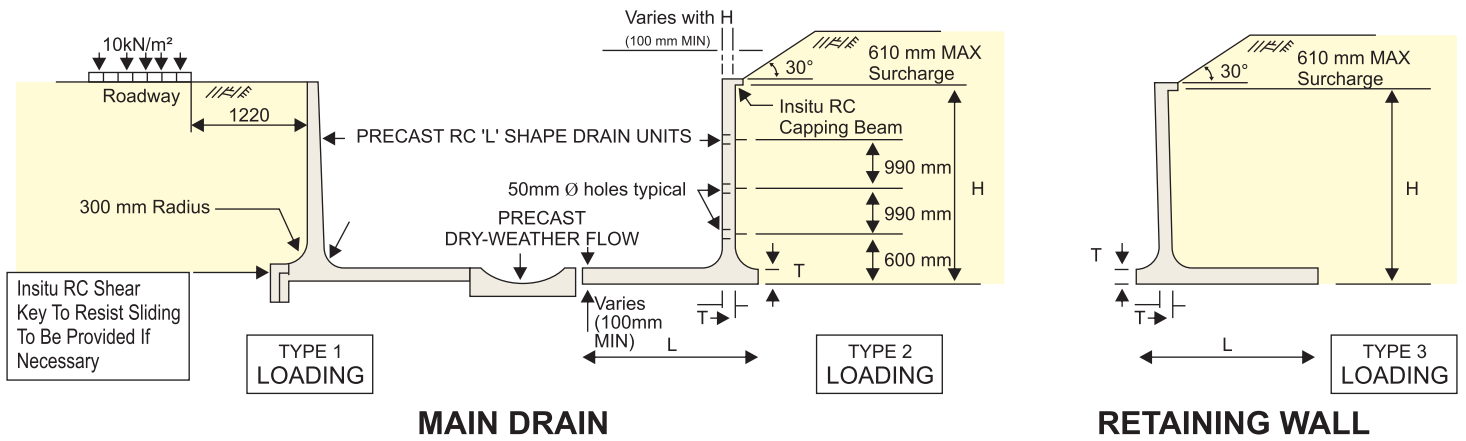 Varies with H
(100 mm MIN)
10kN/m²
Roadway
1220
30°
610 mm MAX
Surcharge
Insitu RC
Capping Beam
PRECAST RC 'L' SHAPE DRAIN UNITS
990 mm
50mm Ø holes typical
300 mm Radius
PRECAST
DRY-WEATHER FLOW
990 mm
H
600 mm
T
Insitu RC Shear
Key To Resist Sliding
To Be Provided If
Necessary
Varies
(100mm
MIN)
T
L
TYPE 1
LOADING
TYPE 2
LOADING
MAIN DRAIN
30°
610 mm MAX
Surcharge
H
T
T
L
TYPE 3
LOADING
RETAINING WALL